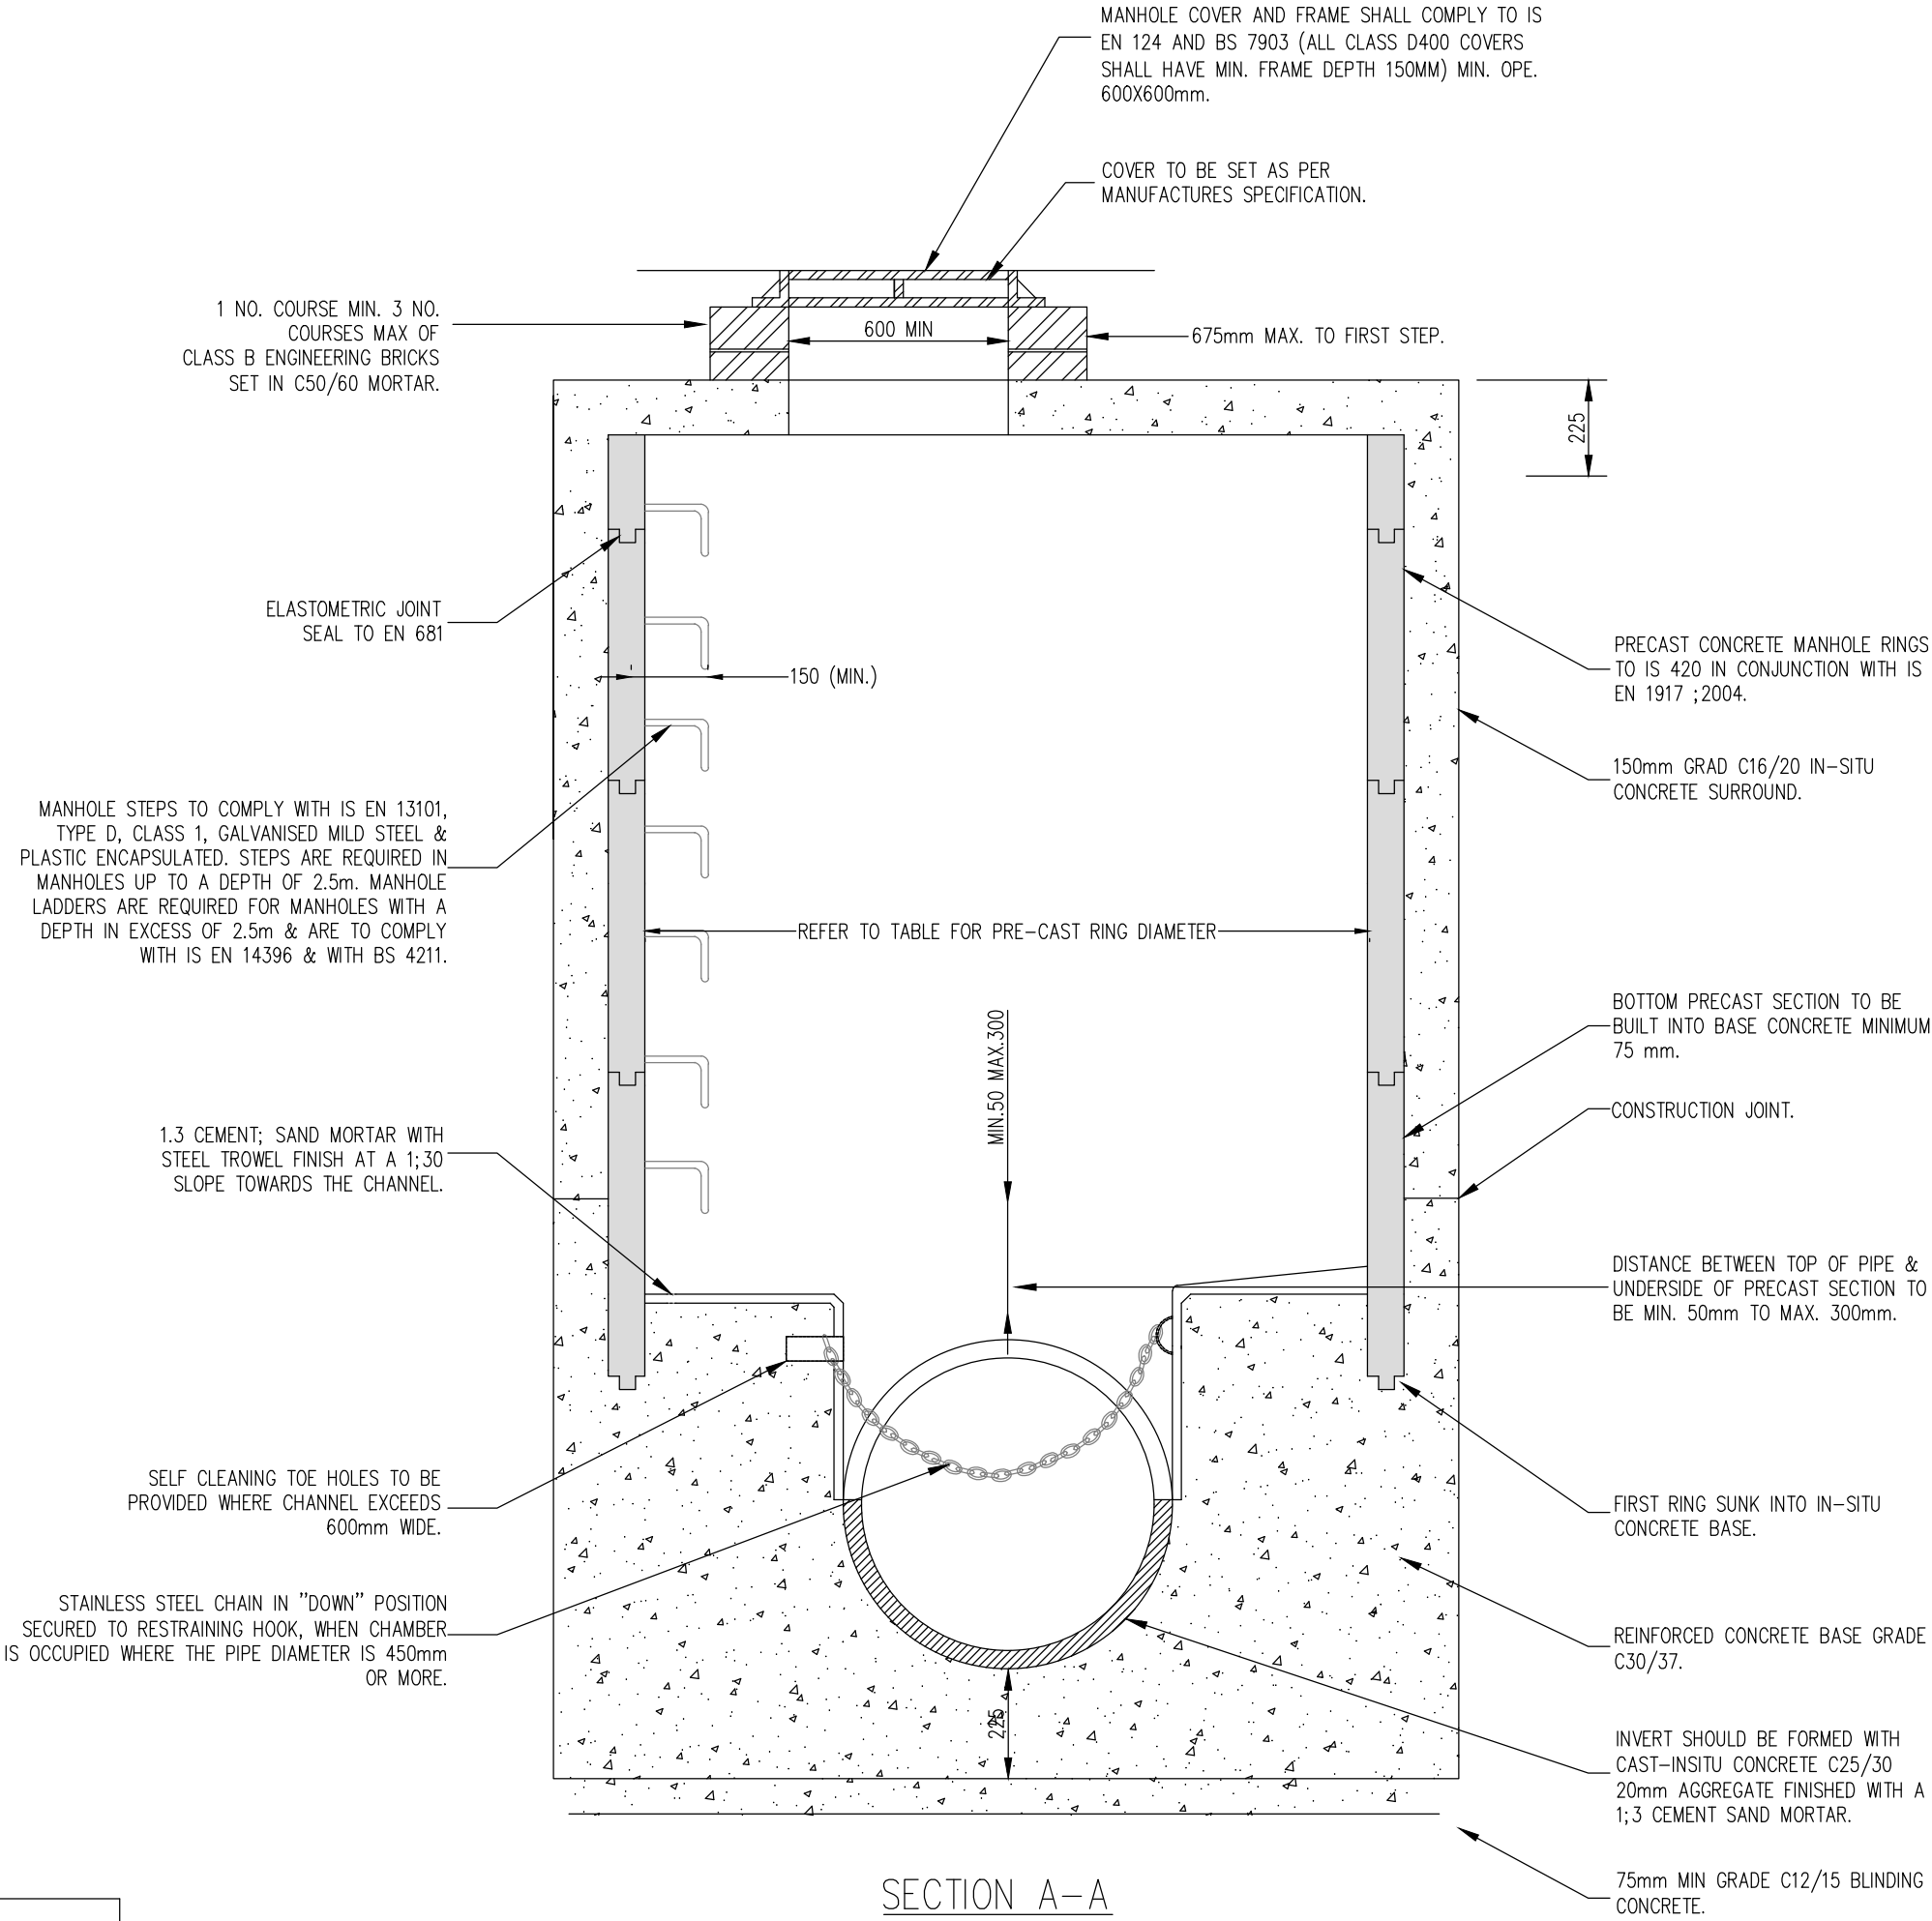 MANHOLE COVER AND FRAME SHALL COMPLY TO IS
EN 124 AND BS 7903 (ALL CLASS D400 COVERS
SHALL HAVE MIN. FRAME DEPTH 150MM) MIN. OPE.
600X600mm.
COVER TO BE SET AS PER
MANUFACTURES SPECIFICATION.
1 NO. COURSE MIN. 3 NO.
COURSES MAX OF
CLASS B ENGINEERING BRICKS
SET IN C50/60 MORTAR.
600 MIN
675mm MAX. TO FIRST STEP.
225
ELASTOMETRIC JOINT
SEAL TO EN 681
150 (MIN.)
PRECAST CONCRETE MANHOLE RINGS
TO IS 420 IN CONJUNCTION WITH IS
EN 1917 ;2004.
150mm GRAD C16/20 IN-SITU
CONCRETE SURROUND.
MANHOLE STEPS TO COMPLY WITH IS EN 13101,
TYPE D, CLASS 1, GALVANISED MILD STEEL &
PLASTIC ENCAPSULATED. STEPS ARE REQUIRED IN
MANHOLES UP TO A DEPTH OF 2.5m. MANHOLE
LADDERS ARE REQUIRED FOR MANHOLES WITH A
DEPTH IN EXCESS OF 2.5m & ARE TO COMPLY
WITH IS EN 14396 & WITH BS 4211.
REFER TO TABLE FOR PRE-CAST RING DIAMETER
BOTTOM PRECAST SECTION TO BE
BUILT INTO BASE CONCRETE MINIMUM
75 mm.
MIN.50 MAX.300
CONSTRUCTION JOINT.
1.3 CEMENT; SAND MORTAR WITH
STEEL TROWEL FINISH AT A 1;30
SLOPE TOWARDS THE CHANNEL.
DISTANCE BETWEEN TOP OF PIPE &
UNDERSIDE OF PRECAST SECTION TO
BE MIN. 50mm TO MAX. 300mm.
SELF CLEANING TOE HOLES TO BE
PROVIDED WHERE CHANNEL EXCEEDS
600mm WIDE.
FIRST RING SUNK INTO IN-SITU
CONCRETE BASE.
STAINLESS STEEL CHAIN IN "DOWN" POSITION
SECURED TO RESTRAINING HOOK, WHEN CHAMBER
IS OCCUPIED WHERE THE PIPE DIAMETER IS 450mm
OR MORE.
REINFORCED CONCRETE BASE GRADE
C30/37.
225
INVERT SHOULD BE FORMED WITH
CAST-INSITU CONCRETE C25/30
20mm AGGREGATE FINISHED WITH A
1;3 CEMENT SAND MORTAR.
75mm MIN GRADE C12/15 BLINDING
CONCRETE.
SECTION A-A